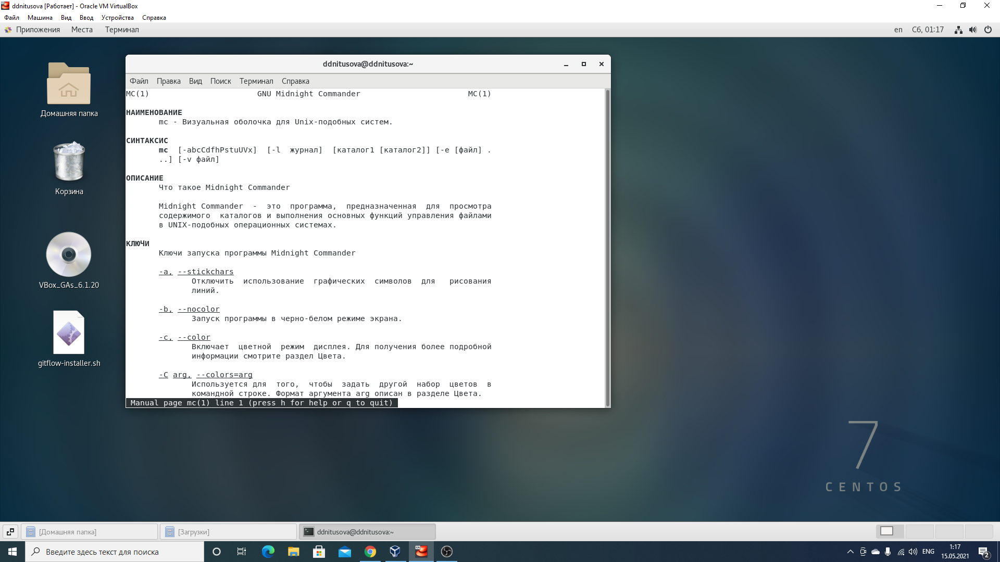 ddnitusova [Работает] - Oracle VM VirtualBox
Файл Машина Вид Ввод Устройства Справка
Приложения Места Терминал en Сб, 01:17
Домашняя папка
Корзина
VBox_GAs_6.1.20
gitflow-installer.sh
ddnitusova@ddnitusova:~
Файл Правка Вид Поиск Терминал Справка
MC(1) GNU Midnight Commander MC(1)
НАИМЕНОВАНИЕ
mc - Визуальная оболочка для Unix-подобных систем.
СИНТАКСИС
mc [-abcCdfhPstuUVx] [-l журнал] [каталог1 [каталог2]] [-e [файл] .
..] [-v файл]
ОПИСАНИЕ
Что такое Midnight Commander
Midnight Commander - это программа, предназначенная для просмотра
содержимого каталогов и выполнения основных функций управления файлами
в UNIX-подобных операционных системах.
КЛЮЧИ
Ключи запуска программы Midnight Commander
-a, --stickchars
Отключить использование графических символов для рисования
линий.
-b, --nocolor
Запуск программы в черно-белом режиме экрана.
-c, --color
Включает цветной режим дисплея. Для получения более подробной
информации смотрите раздел Цвета.
-C arg, --colors=arg
Используется для того, чтобы задать другой набор цветов в
командной строке. Формат аргумента arg описан в разделе Цвета.
Manual page mc(1) line 1 (press h for help or q to quit)
7
CENTOS
[Домашняя папка] [Загрузки] ddnitusova@ddnitusova:~
Введите здесь текст для поиска
64
ENG
1:17
15.05.2021
2